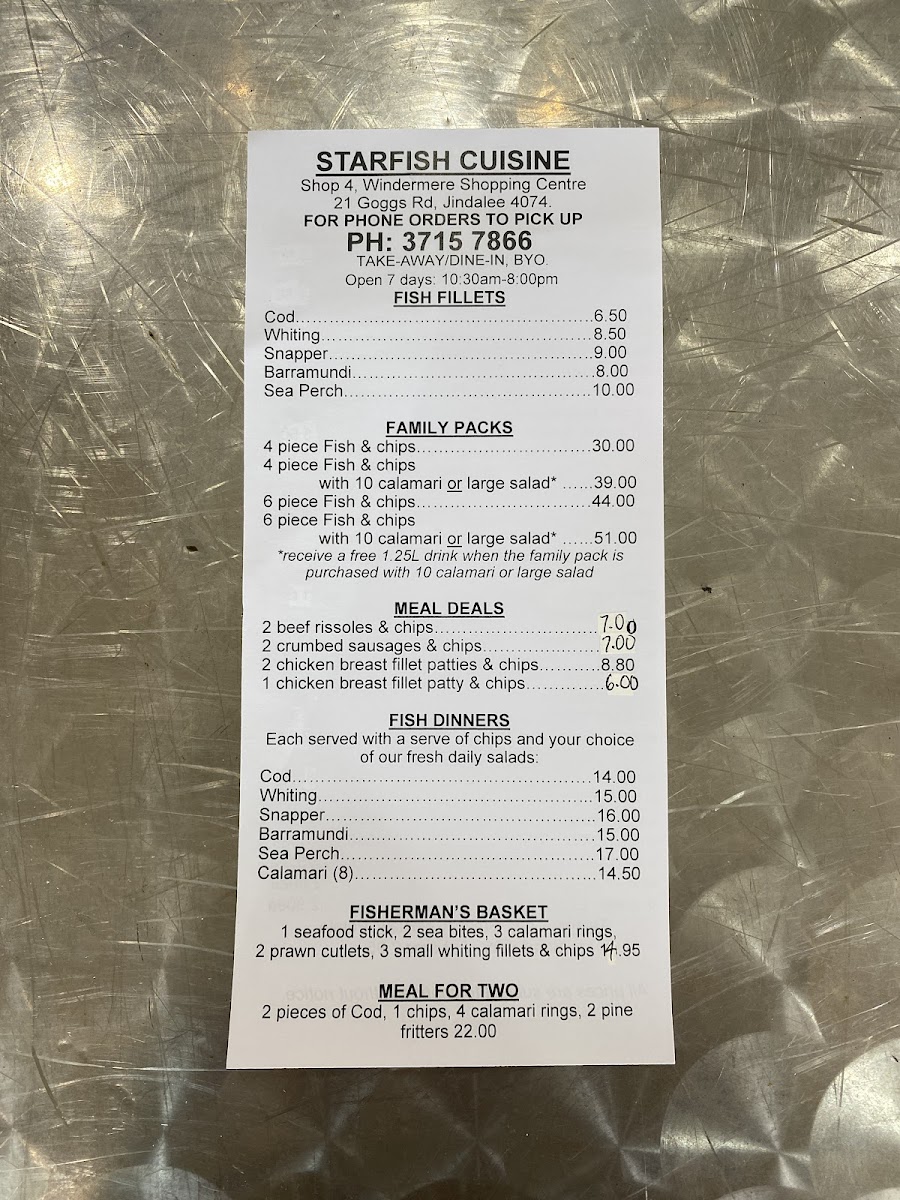 STARFISH CUISINE
Shop 4, Windermere Shopping Centre
21 Goggs Rd, Jindalee 4074.
FOR PHONE ORDERS TO PICK UP
PH: 3715 7866
TAKE-AWAY/DINE-IN, BYO.
Open 7 days: 10:30am-8:00pm
FISH FILLETS
Cod.................................................6.50
Whiting.............................................8.50
Snapper...........................................9.00
Barramundi.......................................8.00
Sea Perch.......................................10.00
FAMILY PACKS
4 piece Fish & chips............................30.00
4 piece Fish & chips
with 10 calamari or large salad* ......39.00
6 piece Fish & chips............................44.00
6 piece Fish & chips
with 10 calamari or large salad* ......51.00
*receive a free 1.25L drink when the family pack is
purchased with 10 calamari or large salad
MEAL DEALS
2 beef rissoles & chips...........................7.00
2 crumbed sausages & chips...................7.00
2 chicken breast fillet patties & chips..........8.80
1 chicken breast fillet patty & chips.............6.00
FISH DINNERS
Each served with a serve of chips and your choice
of our fresh daily salads:
Cod.................................................14.00
Whiting.............................................15.00
Snapper...........................................16.00
Barramundi.......................................15.00
Sea Perch.........................................17.00
Calamari (8).......................................14.50
FISHERMAN'S BASKET
1 seafood stick, 2 sea bites, 3 calamari rings,
2 prawn cutlets, 3 small whiting fillets & chips 14.95
MEAL FOR TWO
2 pieces of Cod, 1 chips, 4 calamari rings, 2 pine
fritters 22.00